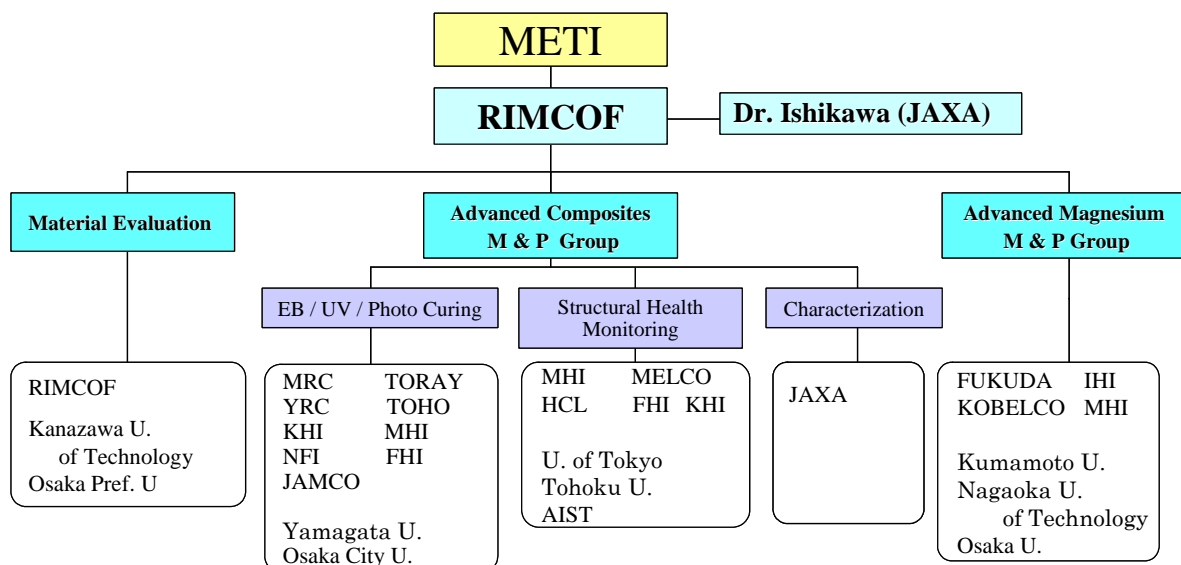 METI
RIMCOF
Dr. Ishikawa (JAXA)
Material Evaluation
Advanced Composites
M & P Group
Advanced Magnesium
M & P Group
EB / UV / Photo Curing
Structural Health
Monitoring
Characterization
RIMCOF
Kanazawa U.
of Technology
Osaka Pref. U
MRC TORAY
YRC TOHO
KHI MHI
NFI FHI
JAMCO
Yamagata U.
Osaka City U.
MHI MELCO
HCL FHI KHI
U. of Tokyo
Tohoku U.
AIST
JAXA
FUKUDA IHI
KOBELCO MHI
Kumamoto U.
Nagaoka U.
of Technology
Osaka U.